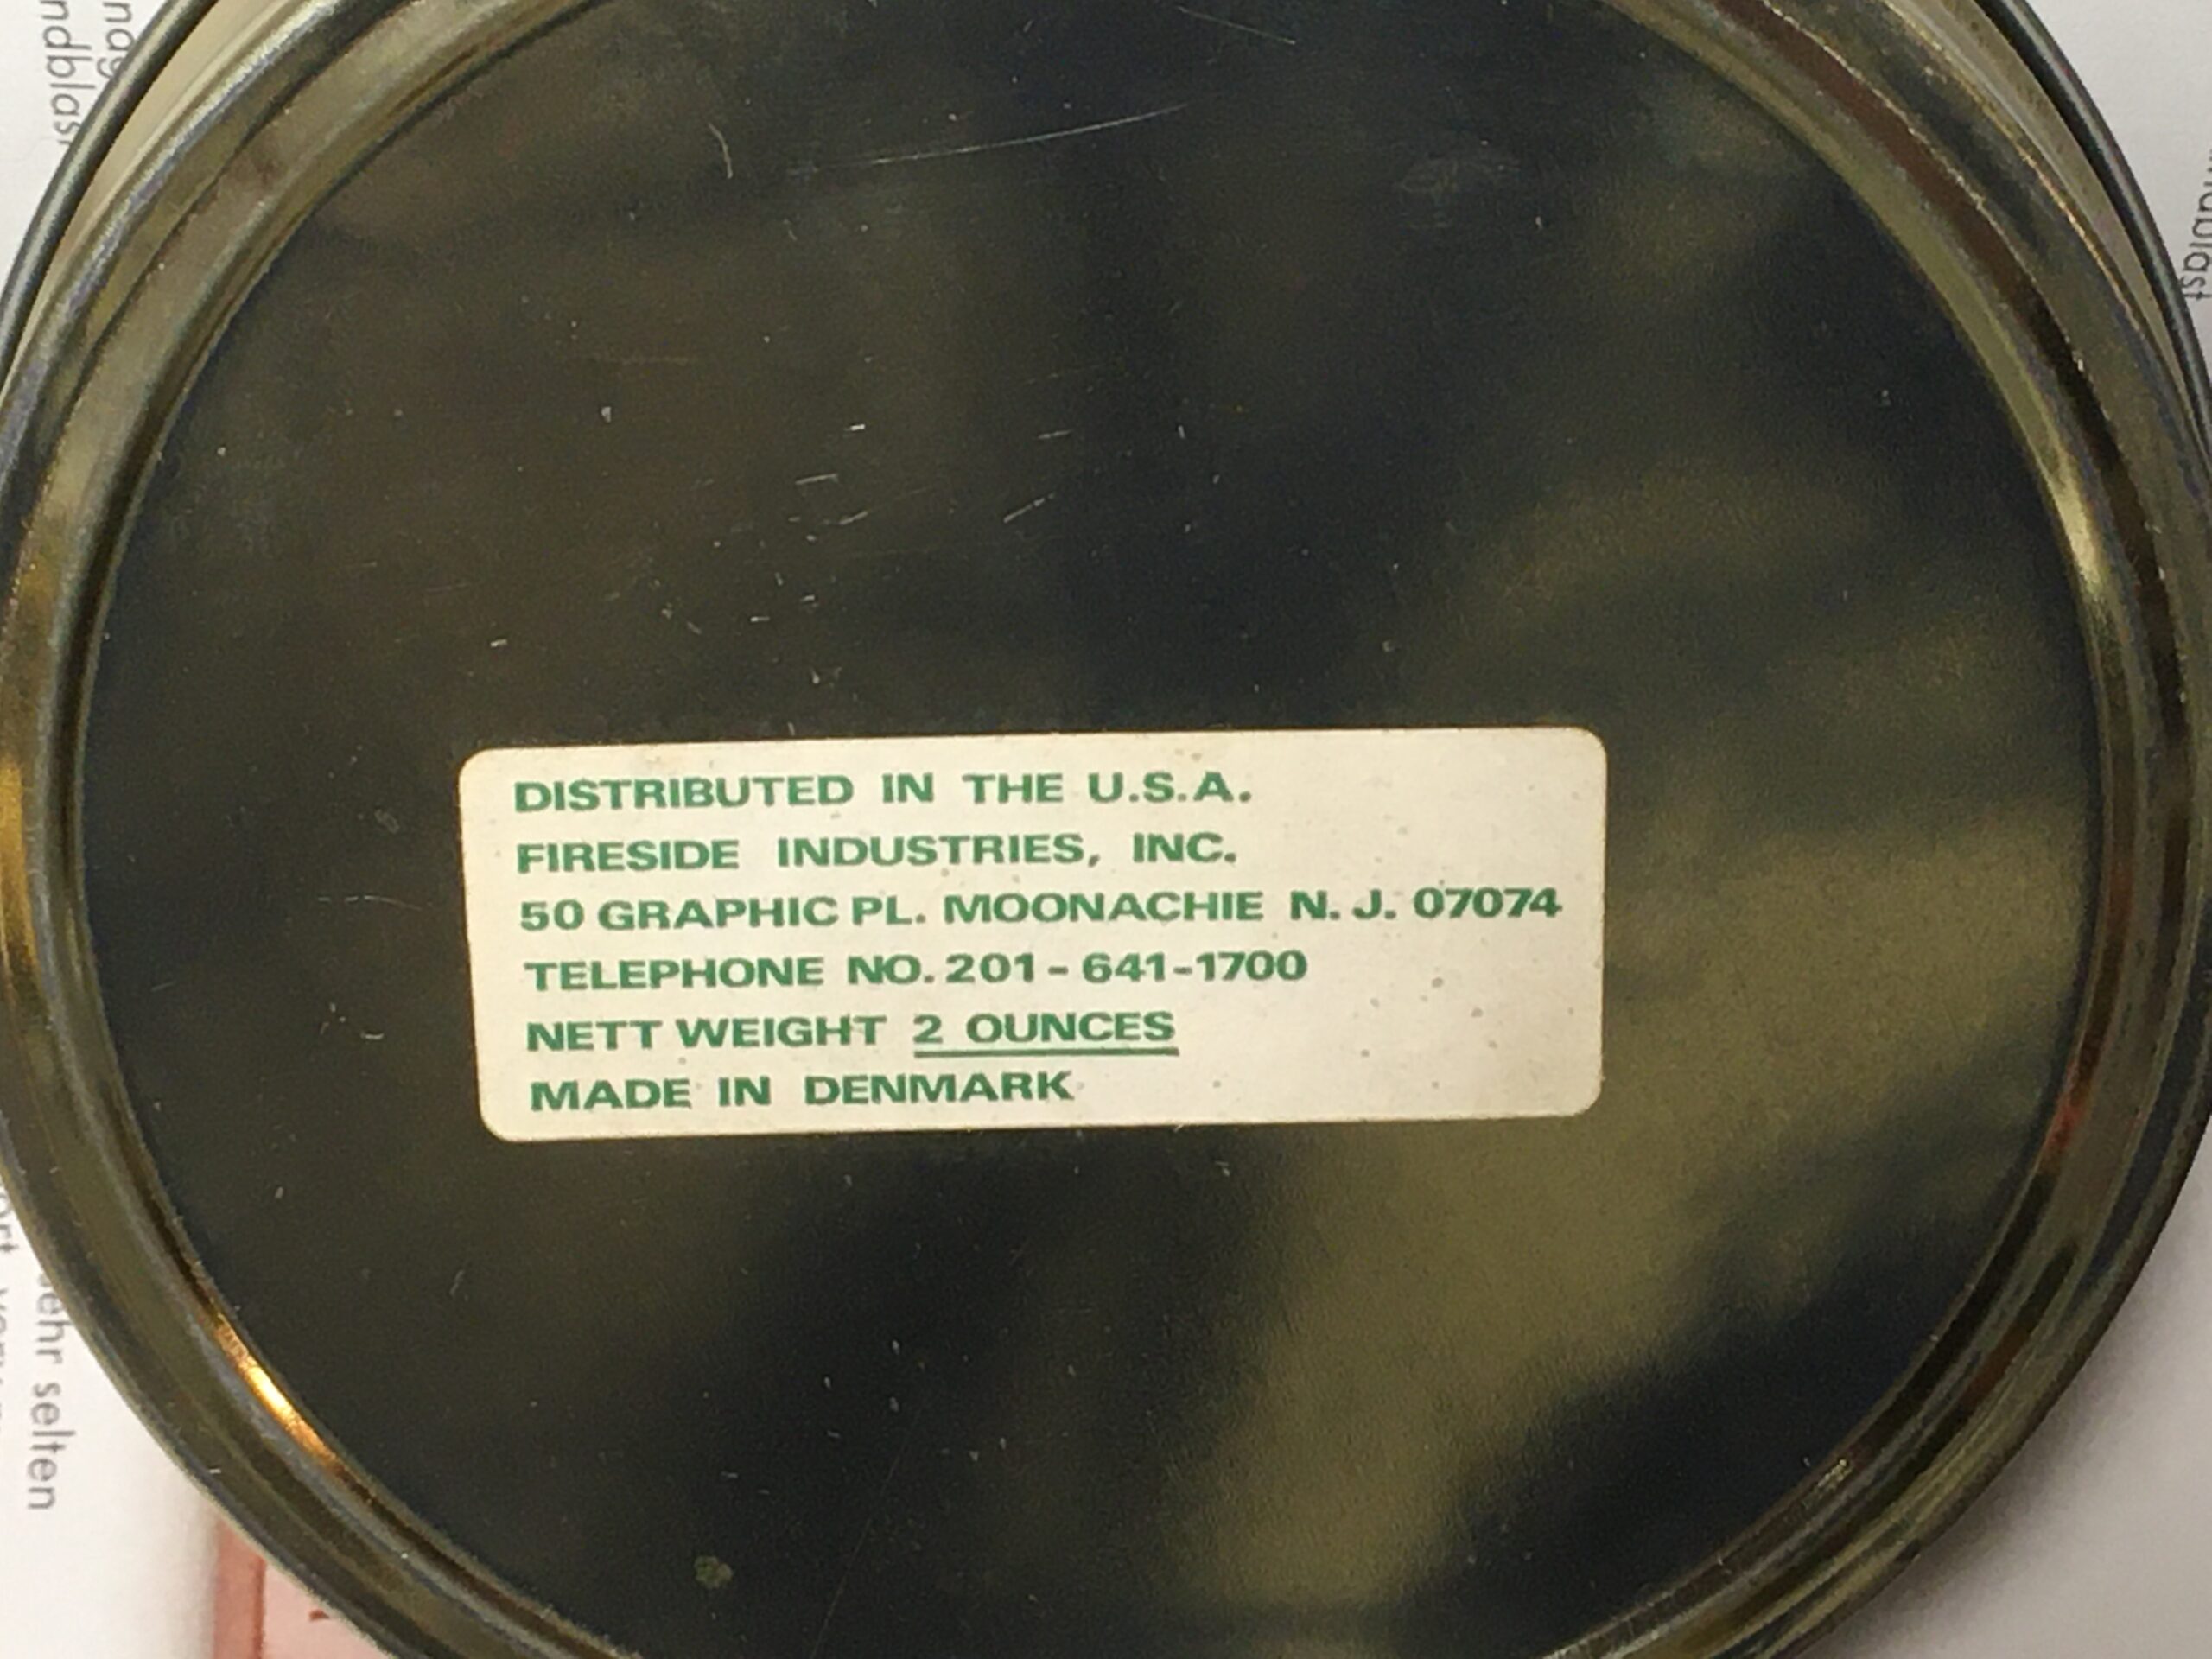 DISTRIBUTED IN THE U.S.A.
FIRESIDE INDUSTRIES, INC.
50 GRAPHIC PL. MOONACHIE N.J. 07074
TELEPHONE NO. 201-641-1700
NETT WEIGHT 2 OUNCES
MADE IN DENMARK
sehr selten